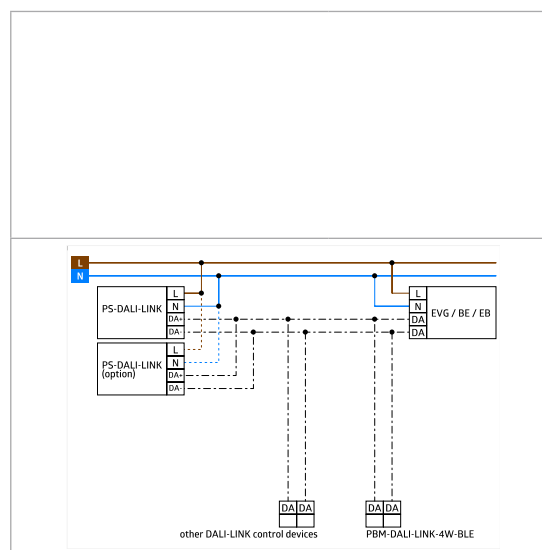 L
N
PS-DALI-LINK
L
N
DA+
DA-
L
N
DA
DA
EVG / BE / EB
PS-DALI-LINK
(option)
L
N
DA+
DA-
DA DA
DA DA
other DALI-LINK control devices
PBM-DALI-LINK-4W-BLE